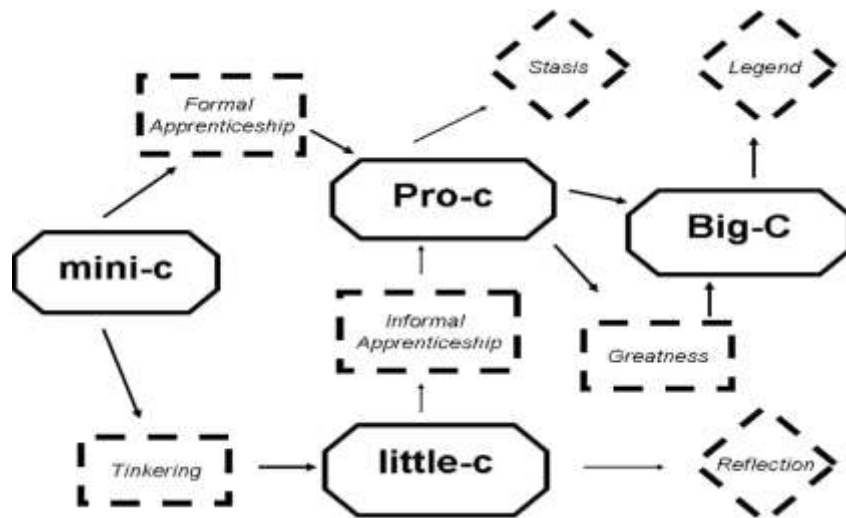 Stasis
Legend
Formal
Apprenticeship
Pro-c
Big-C
mini-c
Informal
Apprenticeship
Greatness
Tinkering
little-c
Reflection